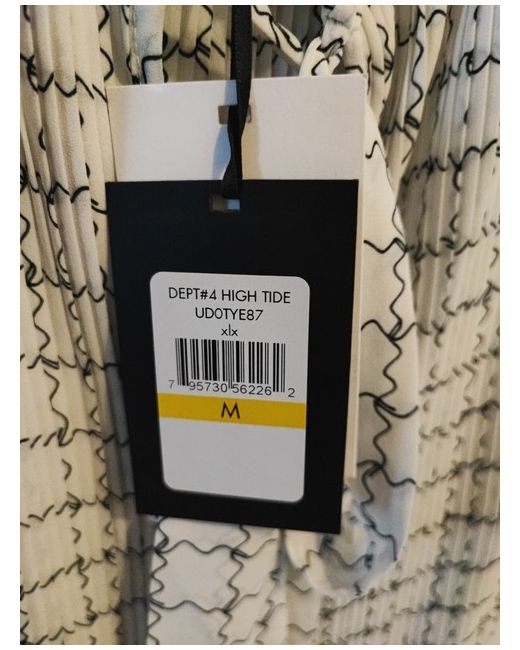 DEPT#4 HIGH TIDE
UD0TYE87
xlx
7 95730 56226 2
M